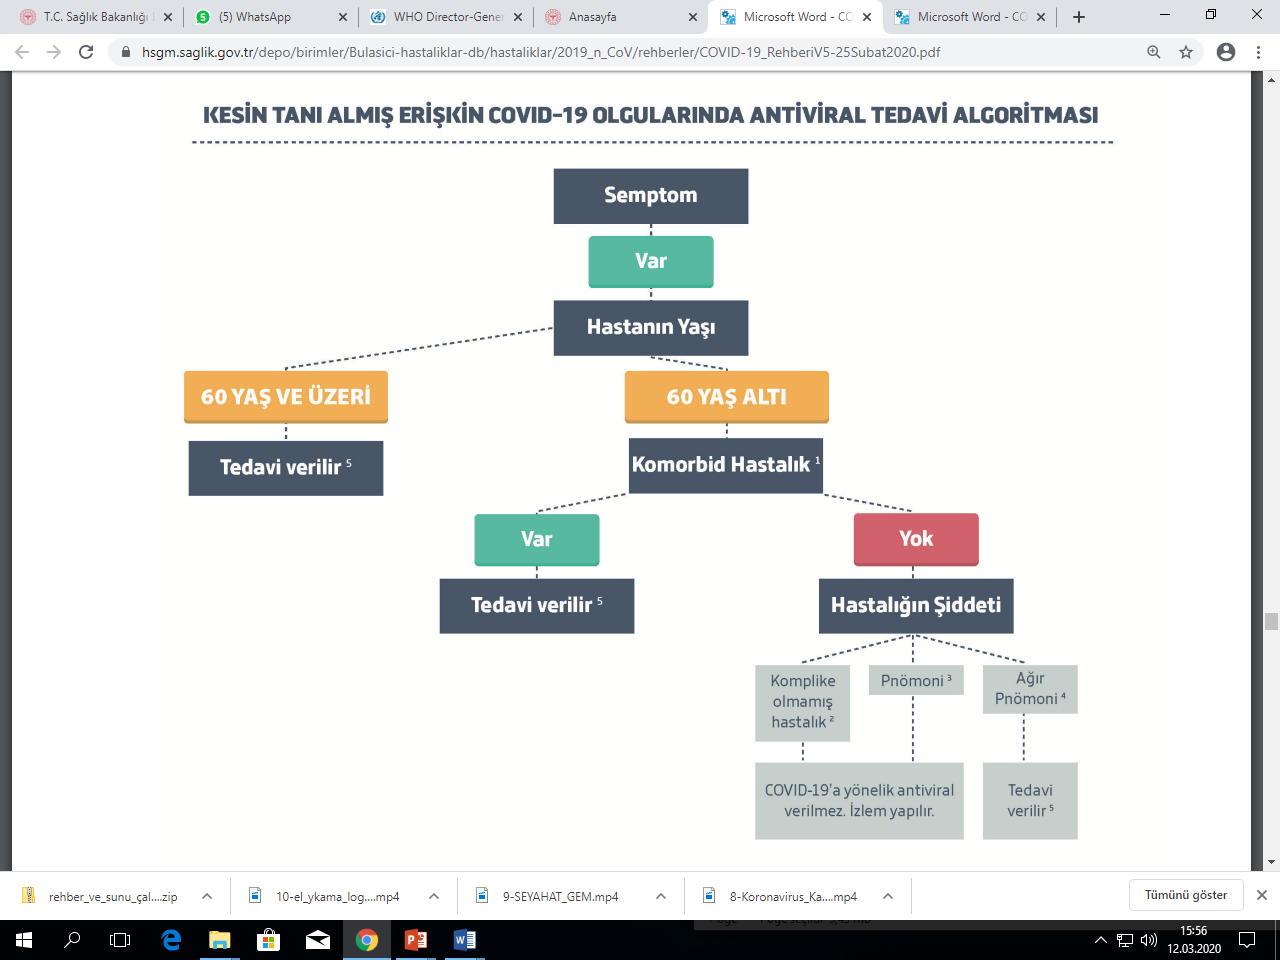 T.C. Sağlık Bakanlığı
(5) WhatsApp
WHO Director-Gener
Anasayfa
Microsoft Word - CO
Microsoft Word - CO
hsgm.saglik.gov.tr/depo/birimler/Bulasici-hastaliklar-db/hastaliklar/2019_n_CoV/rehberler/COVID-19_RehberiV5-25Subat2020.pdf
KESİN TANI ALMIŞ ERİŞKİN COVID-19 OLGULARINDA ANTİVİRAL TEDAVİ ALGORİTMASI
Semptom
Var
Hastanın Yaşı
60 YAŞ VE ÜZERİ
60 YAŞ ALTI
Tedavi verilir 5
Komorbid Hastalık 1
Var
Yok
Tedavi verilir 5
Hastalığın Şiddeti
Komplike
olmamış
hastalık 2
Pnömoni 3
Ağır
Pnömoni 4
COVID-19'a yönelik antiviral
verilmez. İzlem yapılır.
Tedavi
verilir 5
rehber_ve_sunu_çal....zip
10-el_ykama_log....mp4
9-SEYAHAT_GEM.mp4
8-Koronavirus_Ka....mp4
Tümünü göster
15:56
12.03.2020